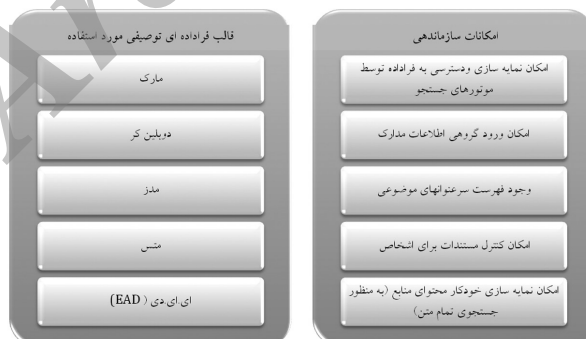 امکانات سازماندهی
امکان نمایه سازی ودسترسی به فراداده توسط
موتورهای جستجو
امکان ورود گروهی اطلاعات مدارک
وجود فهرست سرعنوانهای موضوعی
امکان کنترل مستندات برای اشخاص
امکان نمایه سازی خودکار محتوای منابع (به منظور
جستجوی تمام متن)
قالب فراداده ای توصیفی مورد استفاده
مارک
دوبلین کر
مدز
متس
ای.ای.دی ( EAD)